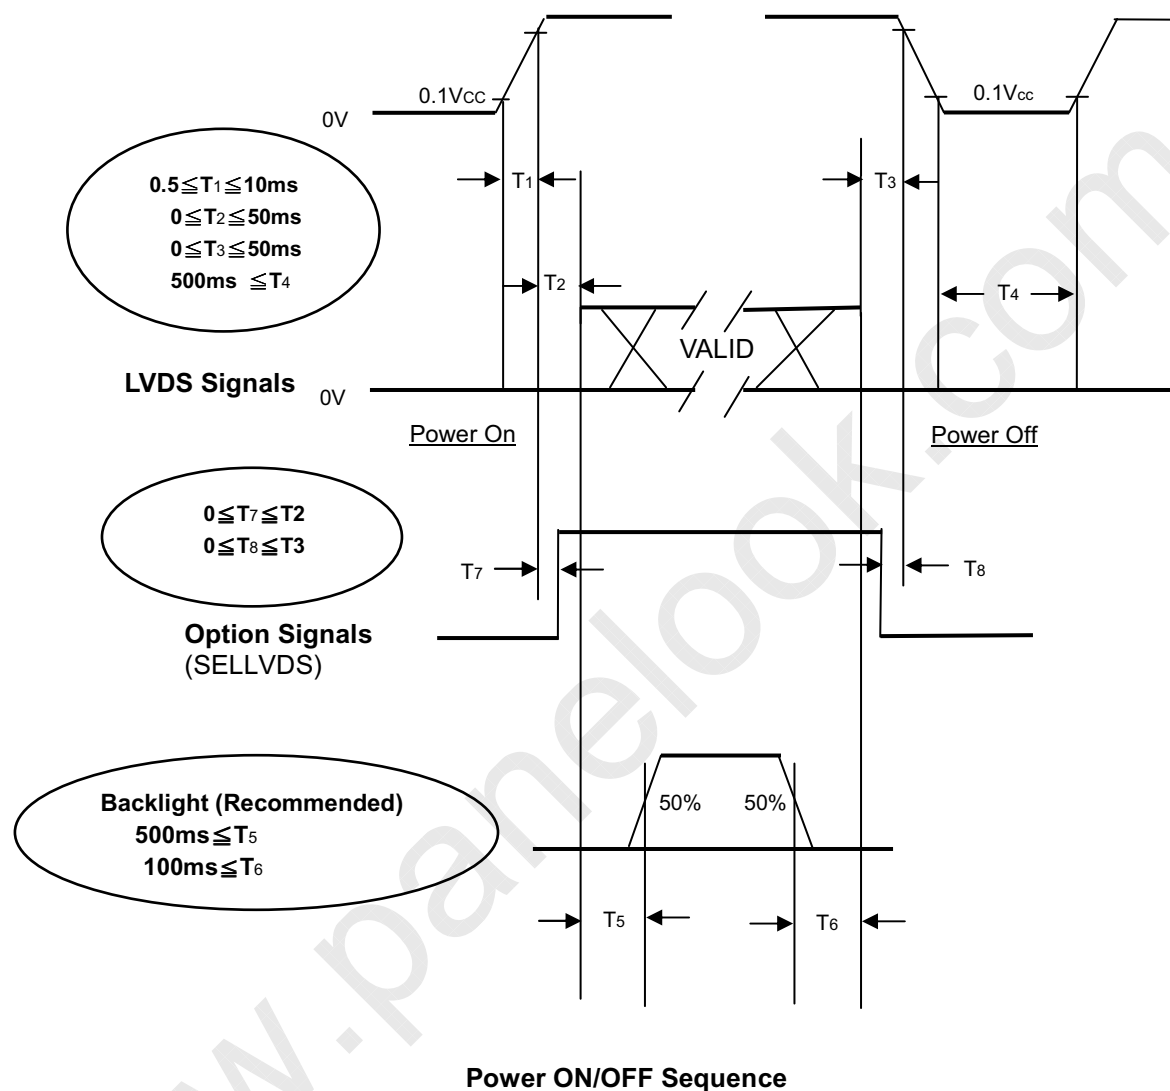 0.1Vcc
0.1Vcc
0V
0.5≦T1≦10ms
0≦T2≦50ms
0≦T3≦50ms
500ms ≦T4
T1
T3
T2
T4
VALID
LVDS Signals
0V
Power On
Power Off
0≦T7≦T2
0≦T8≦T3
T7
T8
Option Signals
(SELLVDS)
Backlight (Recommended)
500ms≦T5
100ms≦T6
50%
50%
T5
T6
Power ON/OFF Sequence
w.panelook.com